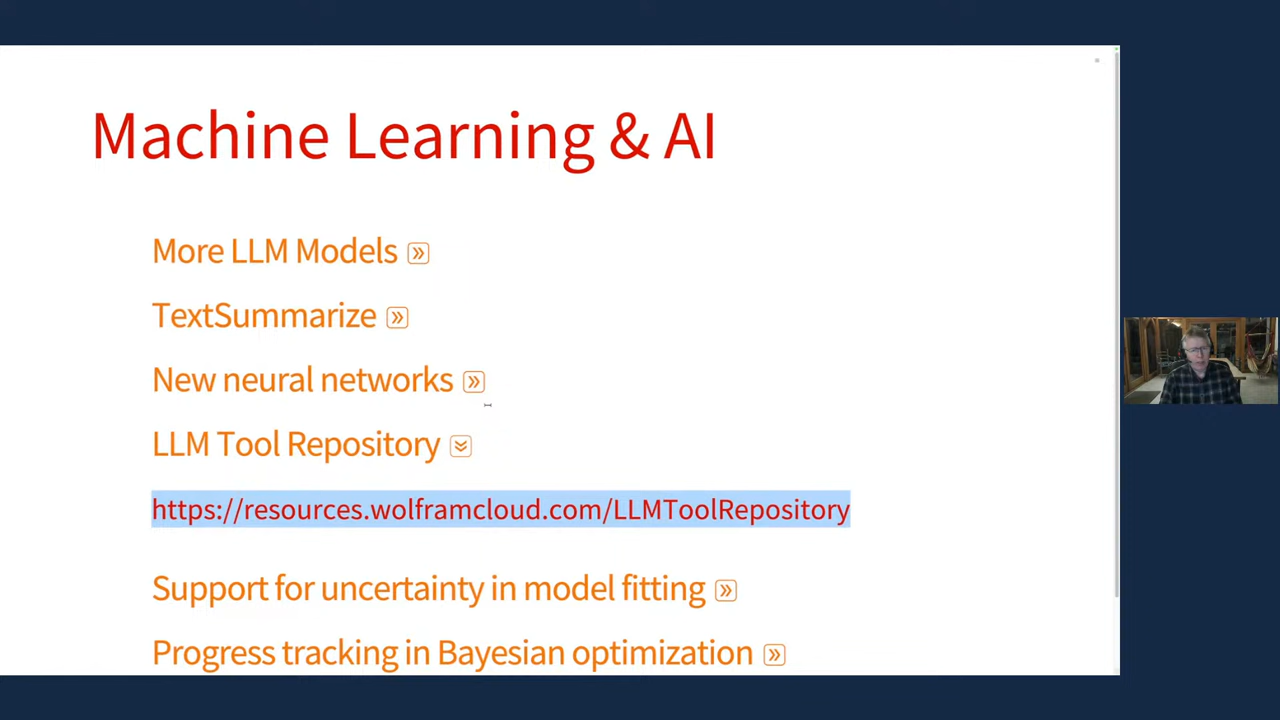 Machine Learning & AI
More LLM Models »
TextSummarize »
New neural networks »
LLM Tool Repository
https://resources.wolframcloud.com/LLMToolRepository
Support for uncertainty in model fitting »
Progress tracking in Bayesian optimization »